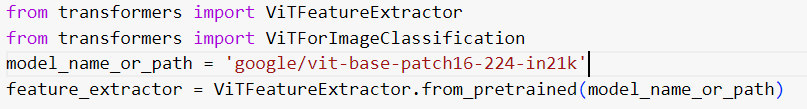 from transformers import ViTFeatureExtractor
from transformers import ViTForImageClassification
model_name_or_path = 'google/vit-base-patch16-224-in21k'
feature_extractor = ViTFeatureExtractor.from_pretrained(model_name_or_path)